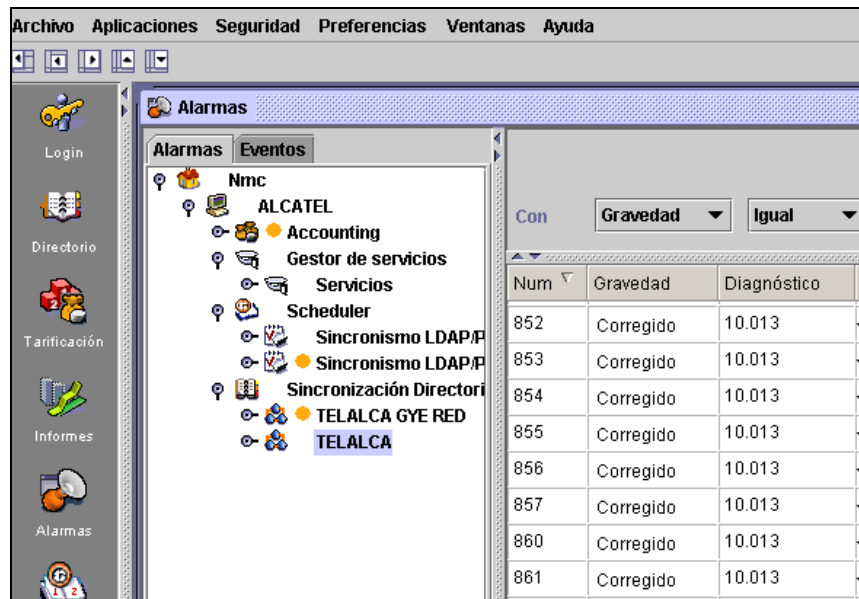 Archivo Aplicaciones Seguridad Preferencias Ventanas Ayuda
Login
Directorio
Tarificación
Informes
Alarmas
Alarmas
Alarmas Eventos
Nmc
ALCATEL
Accounting
Gestor de servicios
Servicios
Scheduler
Sincronismo LDAP/P
Sincronismo LDAP/P
Sincronización Directori
TELALCA GYE RED
TELALCA
Con Gravedad Igual
Num Gravedad Diagnóstico
852 Corregido 10.013
853 Corregido 10.013
854 Corregido 10.013
855 Corregido 10.013
856 Corregido 10.013
857 Corregido 10.013
860 Corregido 10.013
861 Corregido 10.013